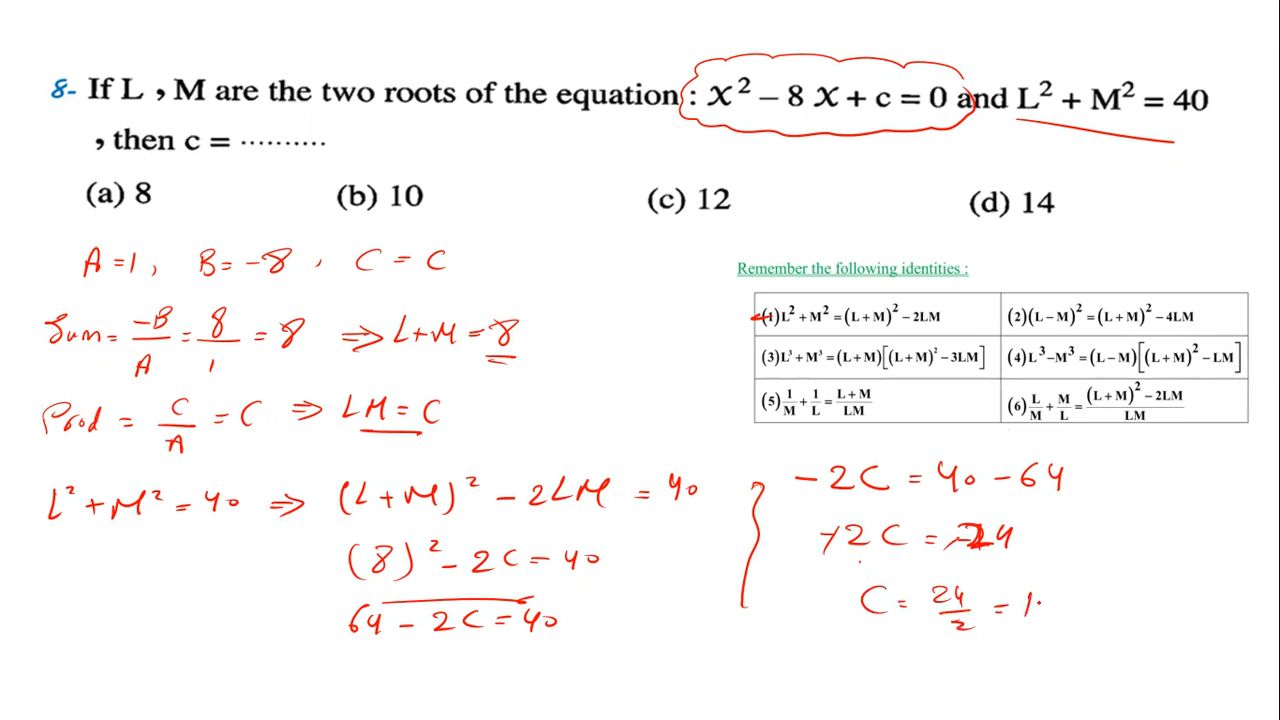 8- If L , M are the two roots of the equation : x² – 8 x + c = 0 and L² + M² = 40
, then c = ··········
(a) 8 (b) 10 (c) 12 (d) 14
A = 1 , B = -8 , C = C
Sum = -B/A = 8/1 = 8 ⇒ L+M = 8
Prod = C/A = C ⇒ LM = C
L² + M² = 40 ⇒ (L+M)² - 2LM = 40
(8)² - 2C = 40
64 - 2C = 40
Remember the following identities :
(1) L² + M² = (L + M)² – 2LM
(2) (L – M)² = (L + M)² – 4LM
(3) L³ + M³ = (L + M)[(L + M)² – 3LM]
(4) L³ – M³ = (L – M)[(L + M)² – LM]
(5) 1/M + 1/L = (L + M)/LM
(6) L/M + M/L = ((L + M)² – 2LM)/LM
-2C = 40 - 64
-2C = -24
C = 24/2 = 1